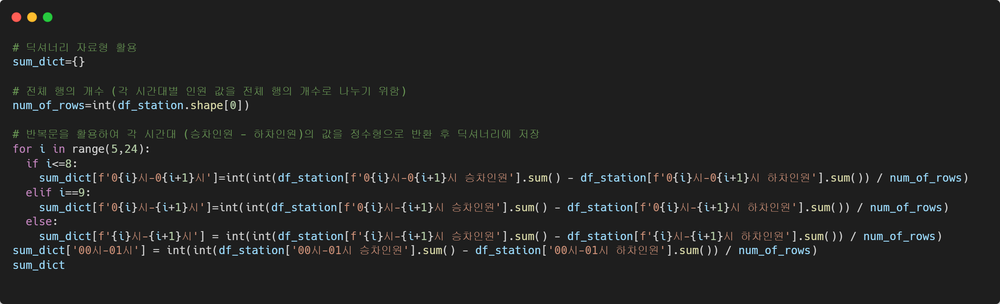 # 딕셔너리 자료형 활용
sum_dict={}
# 전체 행의 개수 (각 시간대별 인원 값을 전체 행의 개수로 나누기 위함)
num_of_rows=int(df_station.shape[0])
# 반복문을 활용하여 각 시간대 (승차인원 - 하차인원)의 값을 정수형으로 반환 후 딕셔너리에 저장
for i in range(5,24):
  if i<=8:
    sum_dict[f'0{i}시-0{i+1}시']=int(int(df_station[f'0{i}시-0{i+1}시 승차인원'].sum() - df_station[f'0{i}시-0{i+1}시 하차인원'].sum()) / num_of_rows)
  elif i==9:
    sum_dict[f'0{i}시-{i+1}시']=int(int(df_station[f'0{i}시-{i+1}시 승차인원'].sum() - df_station[f'0{i}시-{i+1}시 하차인원'].sum()) / num_of_rows)
  else:
    sum_dict[f'{i}시-{i+1}시'] = int(int(df_station[f'{i}시-{i+1}시 승차인원'].sum() - df_station[f'{i}시-{i+1}시 하차인원'].sum()) / num_of_rows)
sum_dict['00시-01시'] = int(int(df_station['00시-01시 승차인원'].sum() - df_station['00시-01시 하차인원'].sum()) / num_of_rows)
sum_dict